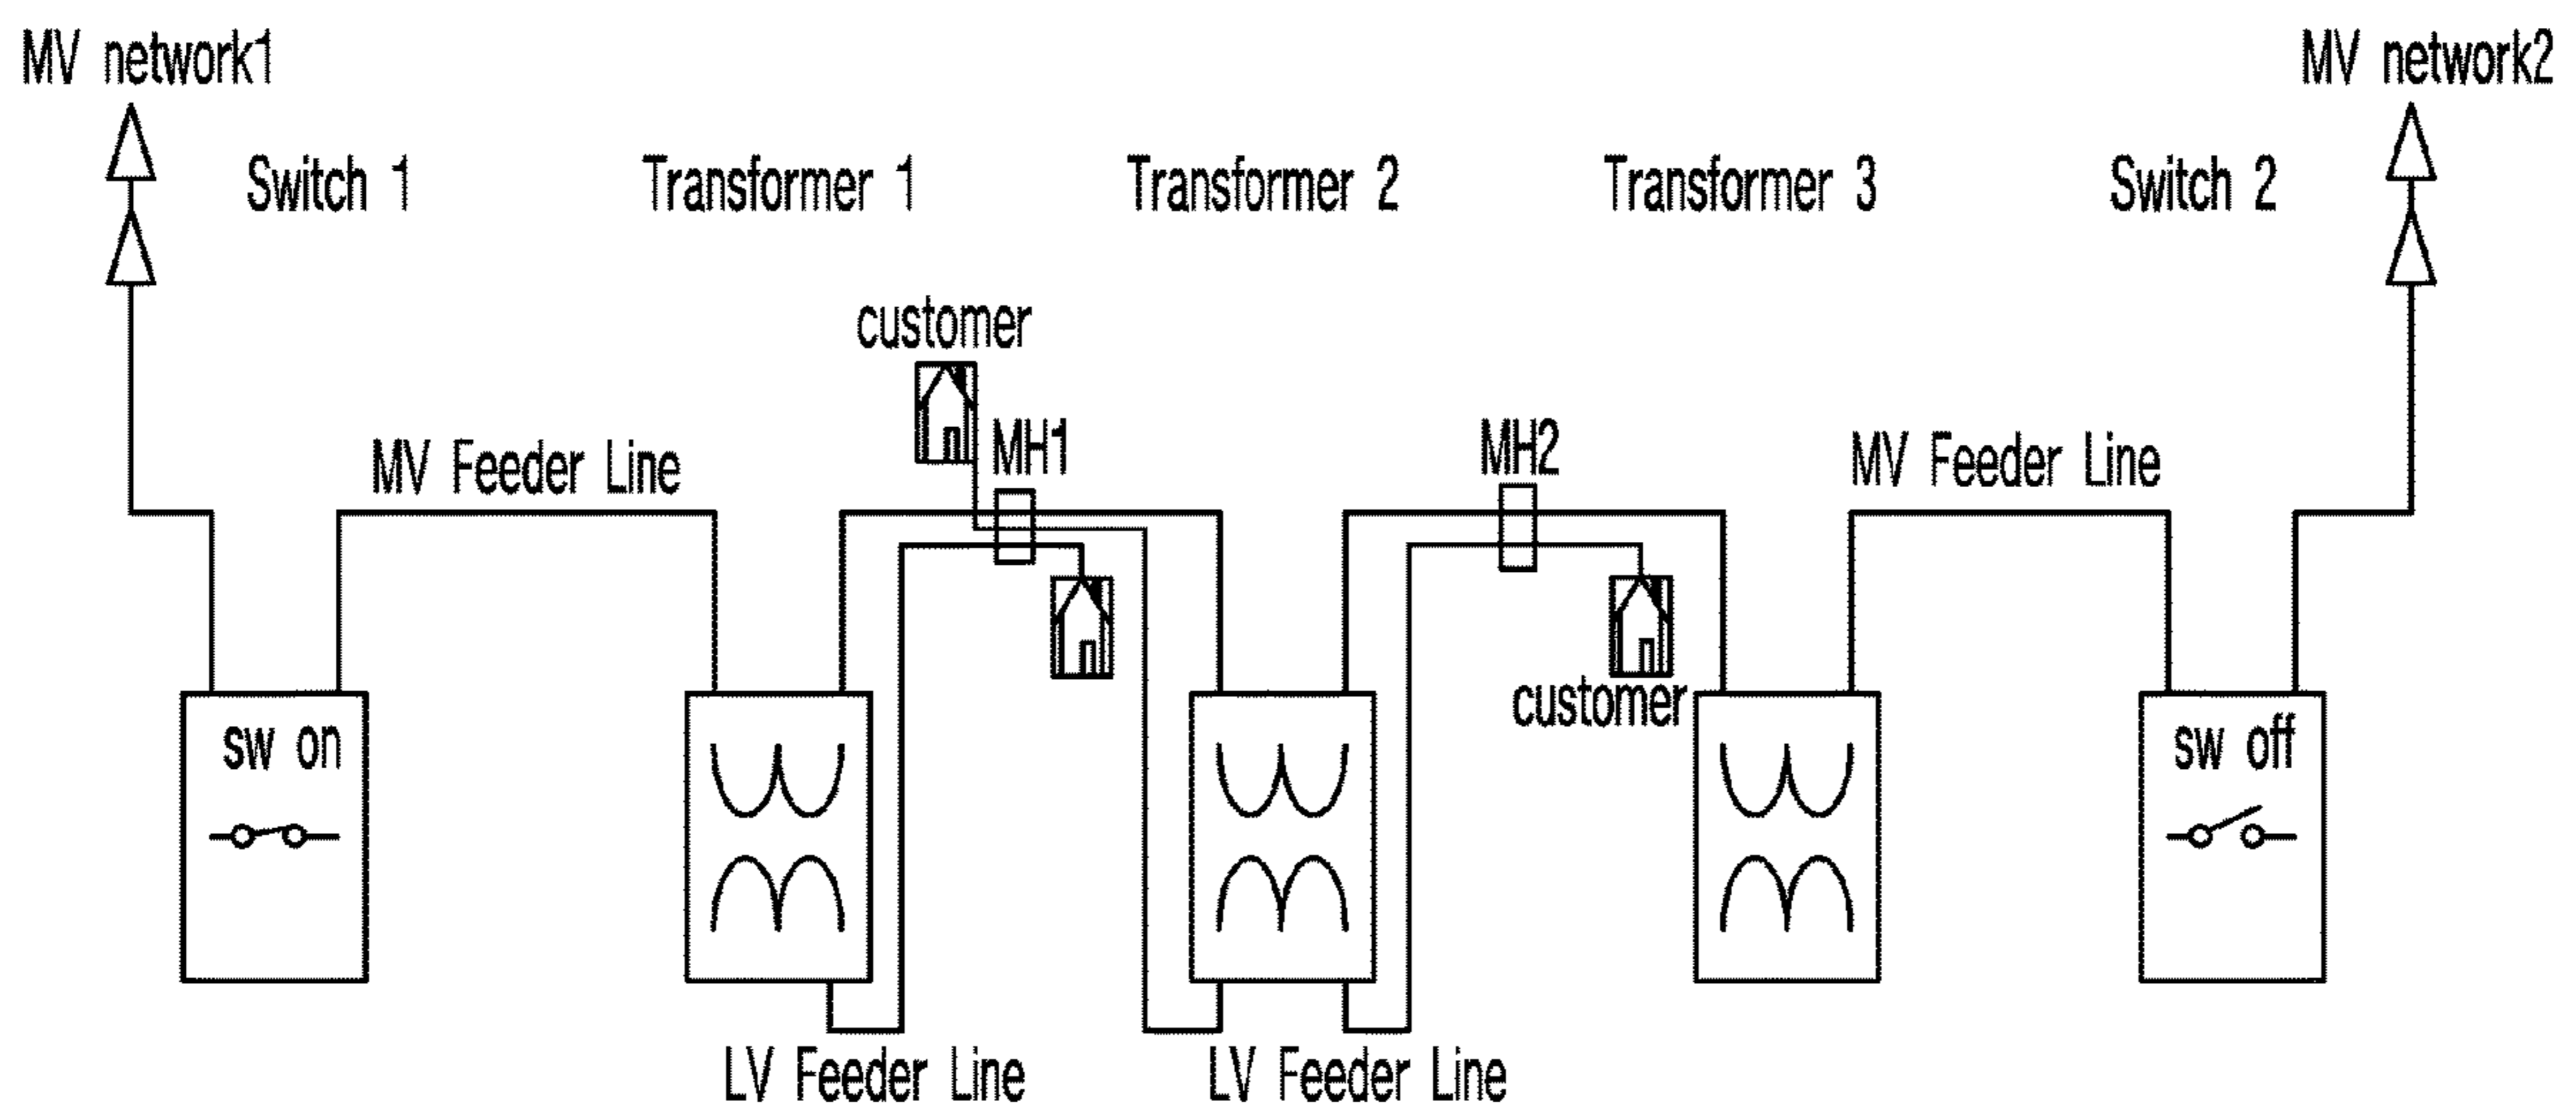 MV network1
MV network2
Switch 1
Transformer 1
Transformer 2
Transformer 3
Switch 2
customer
MH1
MH2
MV Feeder Line
MV Feeder Line
customer
sw on
sw off
LV Feeder Line
LV Feeder Line